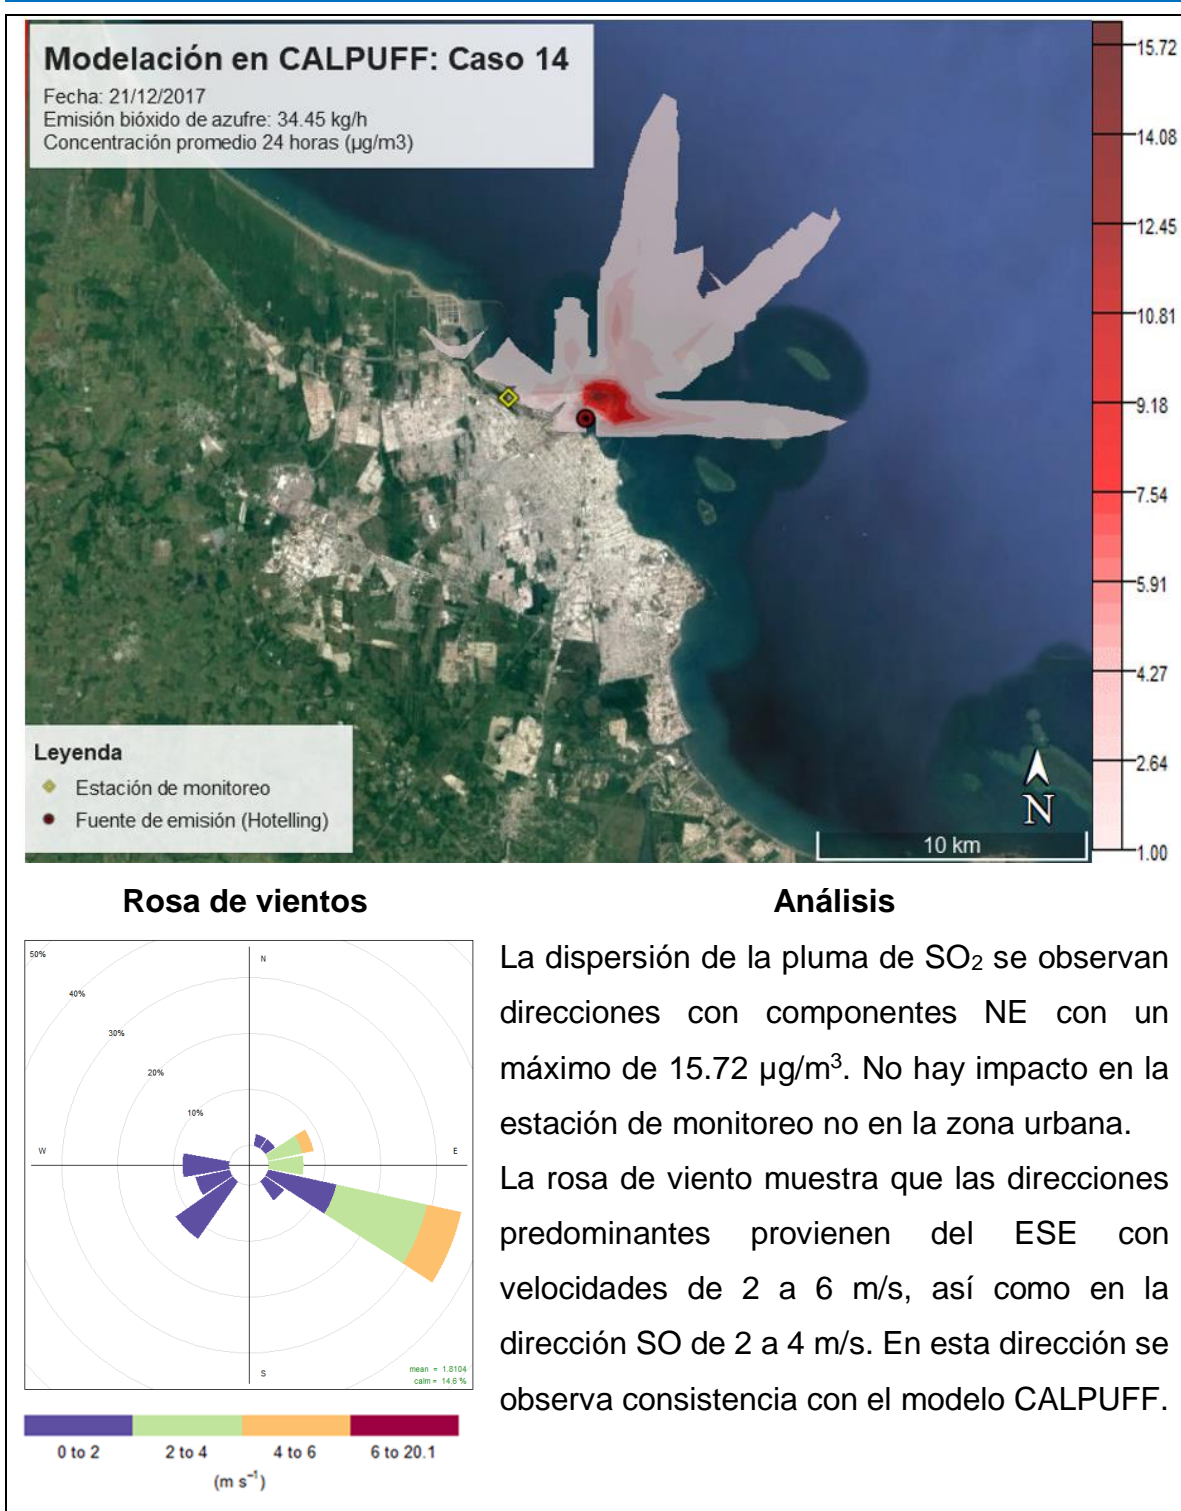 Modelación en CALPUFF: Caso 14
Fecha: 21/12/2017
Emisión bióxido de azufre: 34.45 kg/h
Concentración promedio 24 horas (µg/m3)
15.72
14.08
12.45
10.81
9.18
7.54
5.91
4.27
2.64
1.00
Leyenda
Estación de monitoreo
Fuente de emisión (Hotelling)
N
10 km
Rosa de vientos
50%
40%
30%
20%
10%
N
W
E
S
mean = 1.8104
calm = 14.6 %
0 to 2
2 to 4
4 to 6
6 to 20.1
(m s⁻¹)
Análisis
La dispersión de la pluma de SO₂ se observan
direcciones con componentes NE con un
máximo de 15.72 µg/m³. No hay impacto en la
estación de monitoreo no en la zona urbana.
La rosa de viento muestra que las direcciones
predominantes provienen del ESE con
velocidades de 2 a 6 m/s, así como en la
dirección SO de 2 a 4 m/s. En esta dirección se
observa consistencia con el modelo CALPUFF.